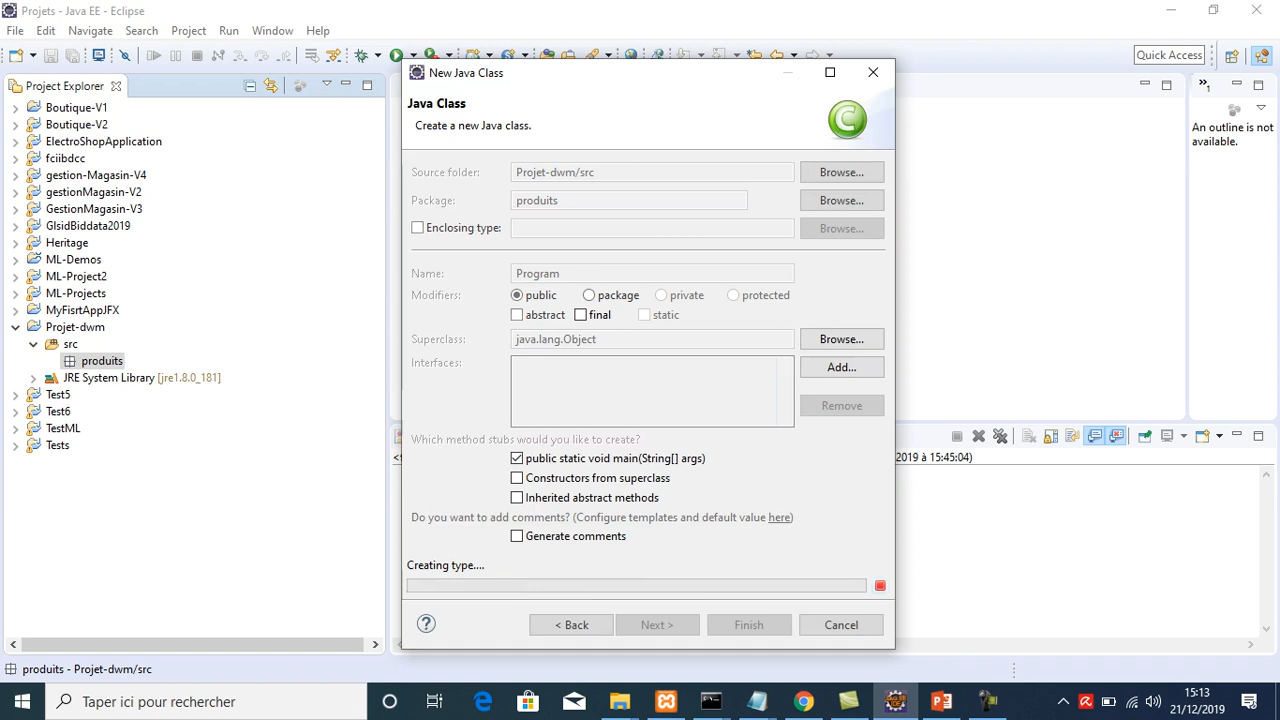 Projets - Java EE - Eclipse
File Edit Navigate Search Project Run Window Help
Quick Access
Project Explorer
Boutique-V1
Boutique-V2
ElectroShopApplication
fciibdcc
gestion-Magasin-V4
gestionMagasin-V2
GestionMagasin-V3
GlsidBiddata2019
Heritage
ML-Demos
ML-Project2
ML-Projects
MyFisrtAppJFX
Projet-dwm
src
produits
JRE System Library [jre1.8.0_181]
Test5
Test6
TestML
Tests
New Java Class
Java Class
Create a new Java class.
Source folder: Projet-dwm/src Browse...
Package: produits Browse...
Enclosing type: Browse...
Name: Program
Modifiers: public package private protected
abstract final static
Superclass: java.lang.Object Browse...
Interfaces: Add...
Remove
Which method stubs would you like to create?
public static void main(String[] args)
Constructors from superclass
Inherited abstract methods
Do you want to add comments? (Configure templates and default value here)
Generate comments
Creating type....
< Back Next > Finish Cancel
»1
An outline is not
available.
2019 à 15:45:04)
produits - Projet-dwm/src
Taper ici pour rechercher
15:13
21/12/2019